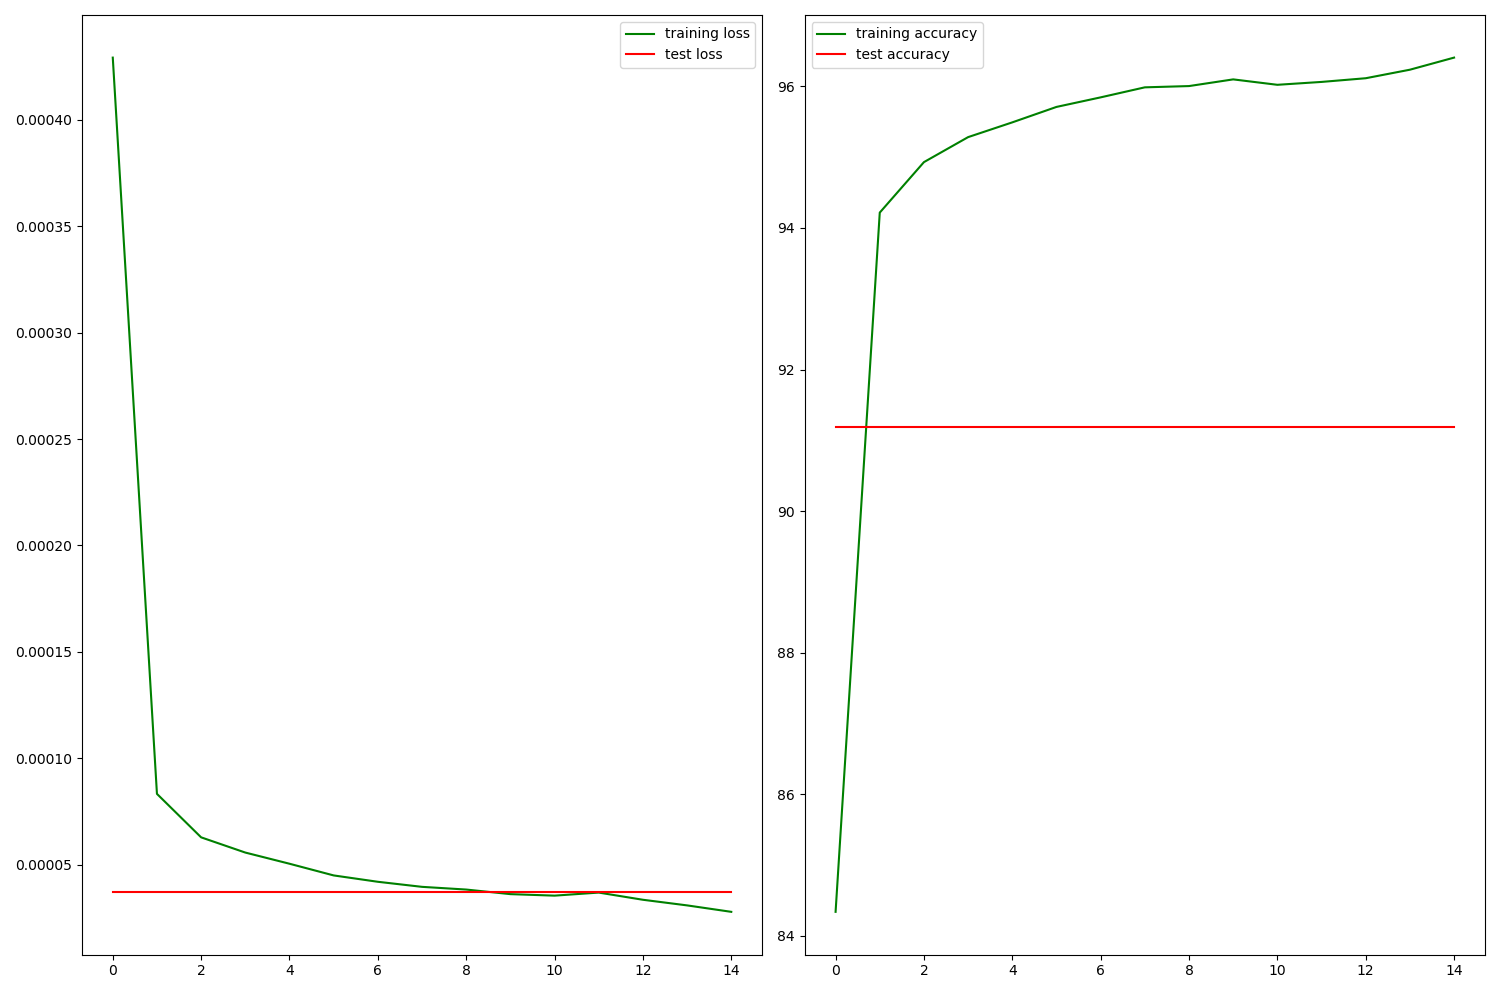 training loss
test loss
0.00040
0.00035
0.00030
0.00025
0.00020
0.00015
0.00010
0.00005
0 2 4 6 8 10 12 14
training accuracy
test accuracy
96
94
92
90
88
86
84
0 2 4 6 8 10 12 14